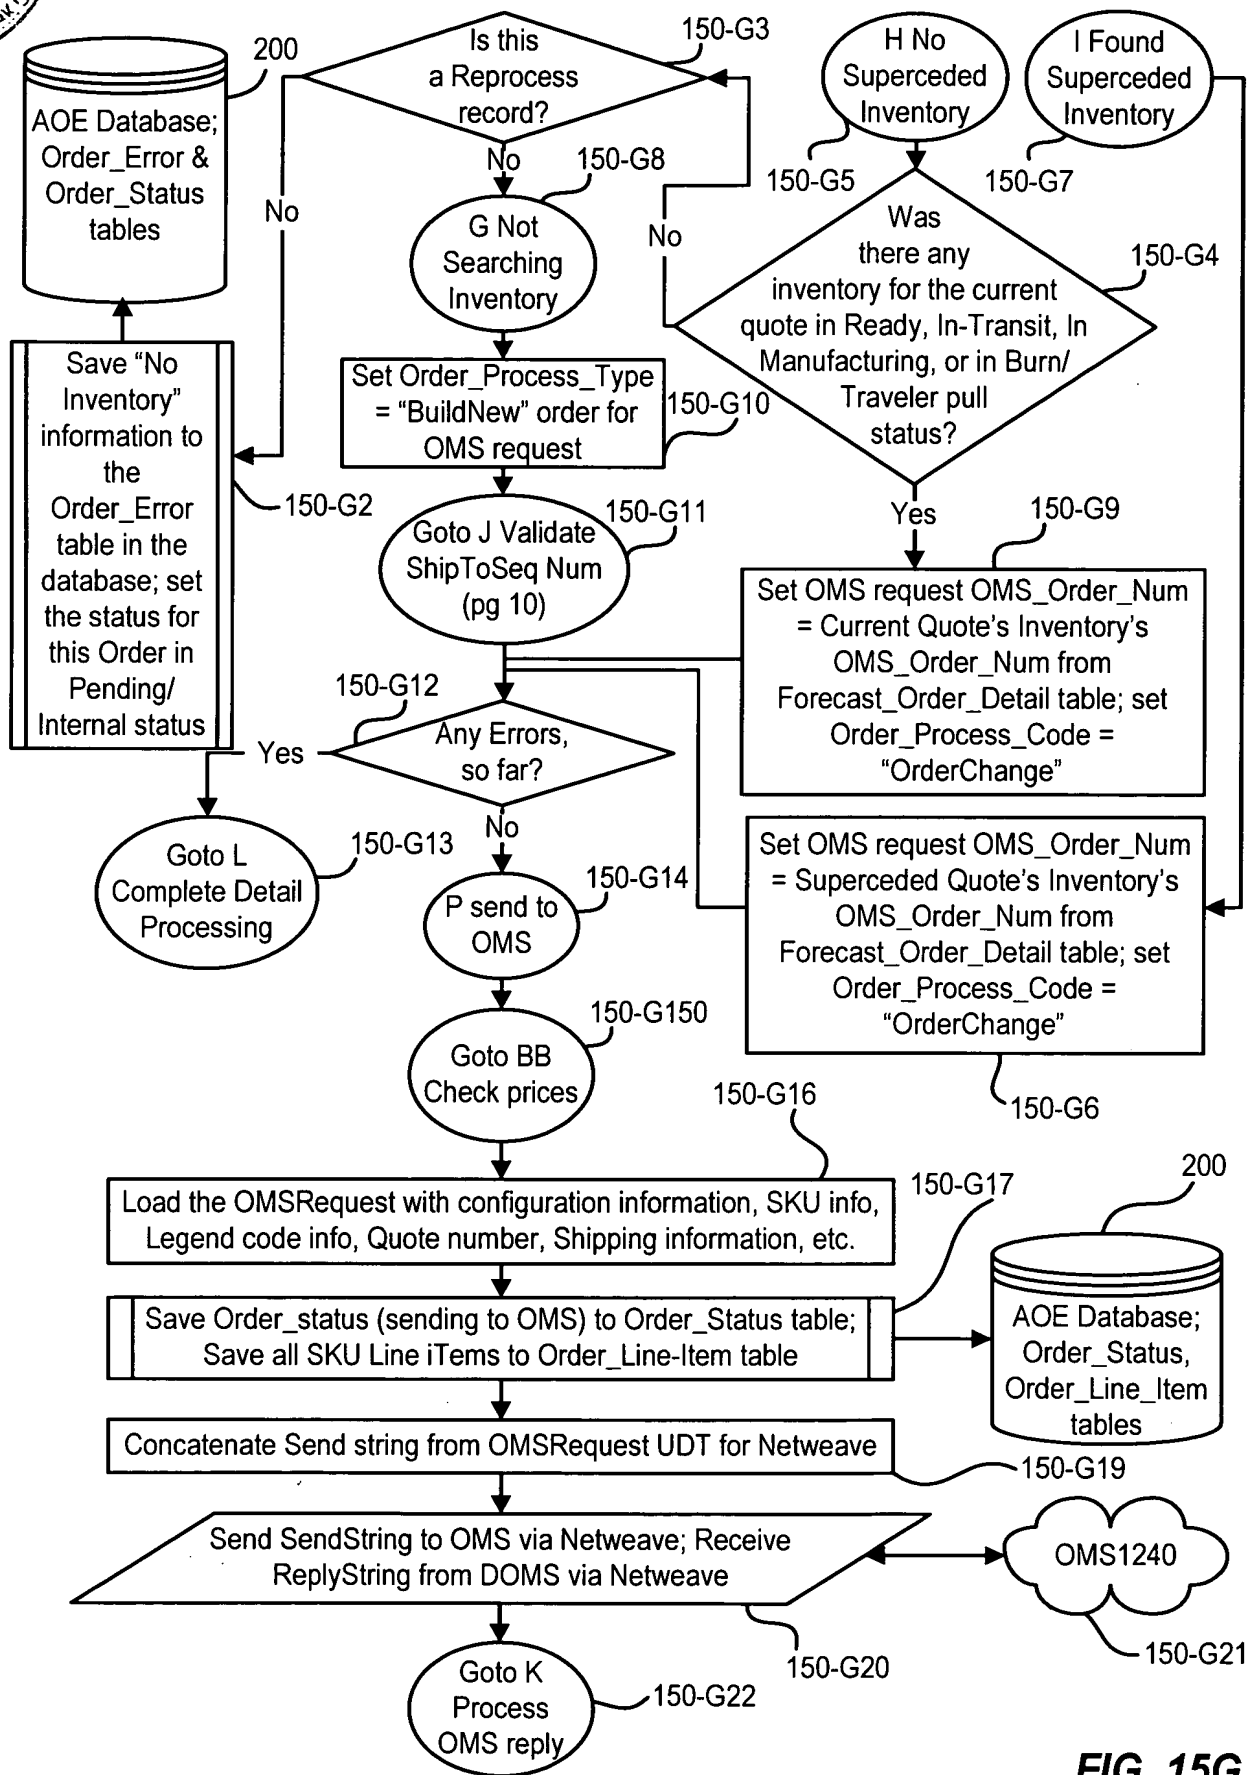 200
AOE Database;
Order_Error &
Order_Status
tables
Is this
a Reprocess
record?
150-G3
H No
Superceded
Inventory
I Found
Superceded
Inventory
150-G5
150-G7
No
No
150-G8
G Not
Searching
Inventory
No
Was
there any
inventory for the current
quote in Ready, In-Transit, In
Manufacturing, or in Burn/
Traveler pull
status?
150-G4
Save “No
Inventory”
information to
the
Order_Error
table in the
database; set
the status for
this Order in
Pending/
Internal status
150-G2
Set Order_Process_Type
= “BuildNew” order for
OMS request
150-G10
Goto J Validate
ShipToSeq Num
(pg 10)
150-G11
Yes
150-G9
Set OMS request OMS_Order_Num
= Current Quote's Inventory's
OMS_Order_Num from
Forecast_Order_Detail table; set
Order_Process_Code =
“OrderChange”
150-G12
Any Errors,
so far?
Yes
No
Goto L
Complete Detail
Processing
150-G13
P send to
OMS
150-G14
Set OMS request OMS_Order_Num
= Superceded Quote's Inventory's
OMS_Order_Num from
Forecast_Order_Detail table; set
Order_Process_Code =
“OrderChange”
150-G6
Goto BB
Check prices
150-G150
150-G16
Load the OMSRequest with configuration information, SKU info,
Legend code info, Quote number, Shipping information, etc.
150-G17
200
Save Order_status (sending to OMS) to Order_Status table;
Save all SKU Line iTems to Order_Line-Item table
AOE Database;
Order_Status,
Order_Line_Item
tables
Concatenate Send string from OMSRequest UDT for Netweave
150-G19
Send SendString to OMS via Netweave; Receive
ReplyString from DOMS via Netweave
OMS1240
150-G20
150-G21
Goto K
Process
OMS reply
150-G22
FIG. 15G